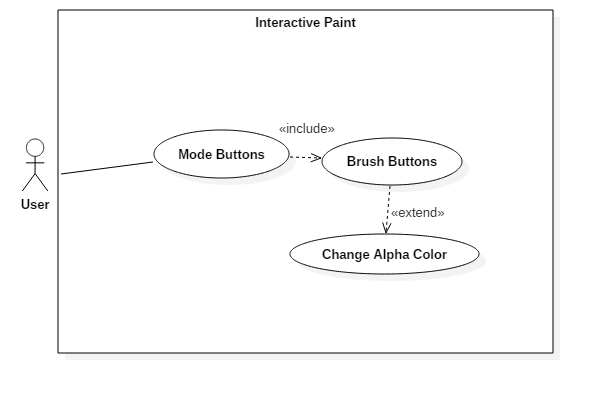 Interactive Paint
«include»
Mode Buttons
Brush Buttons
User
«extend»
Change Alpha Color